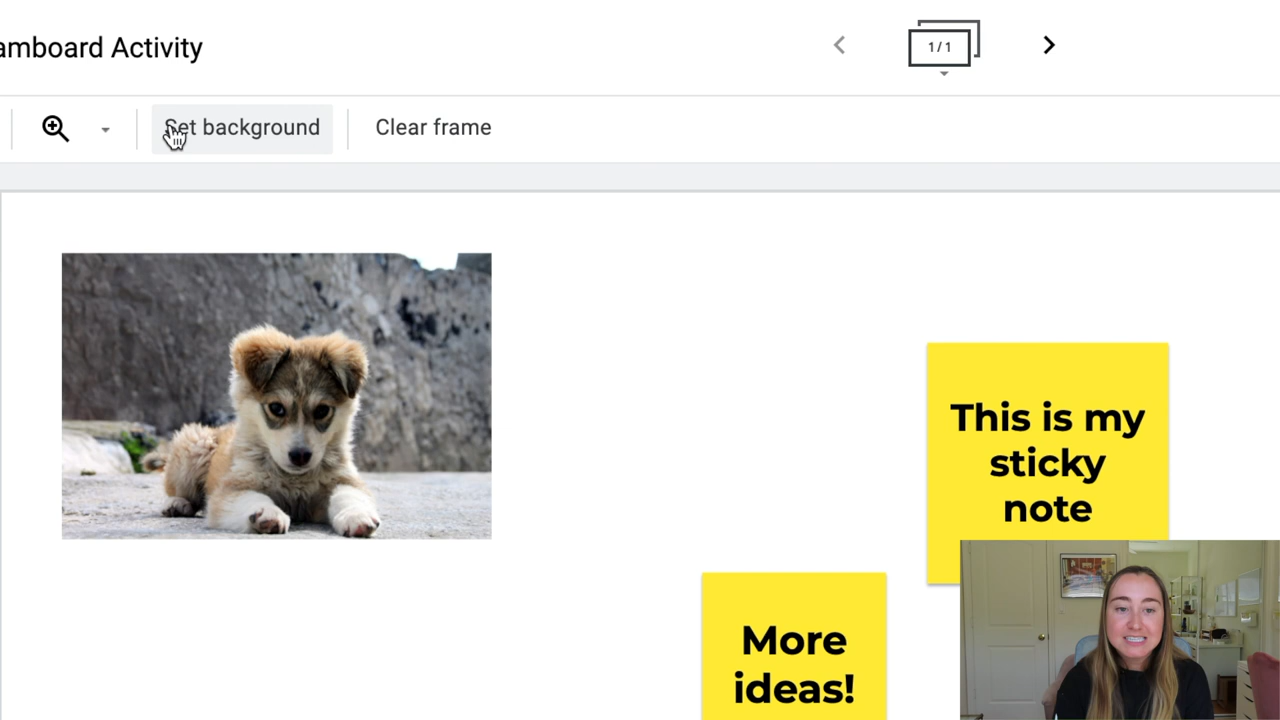 amboard Activity
1/1
Set background
Clear frame
This is my
sticky
note
More
ideas!